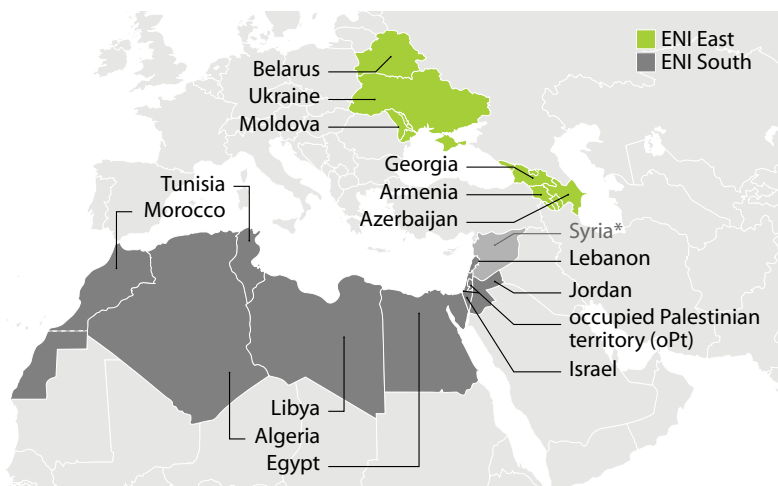 ENI East
ENI South
Belarus
Ukraine
Moldova
Georgia
Armenia
Azerbaijan
Tunisia
Morocco
Syria*
Lebanon
Jordan
occupied Palestinian
territory (oPt)
Israel
Libya
Algeria
Egypt